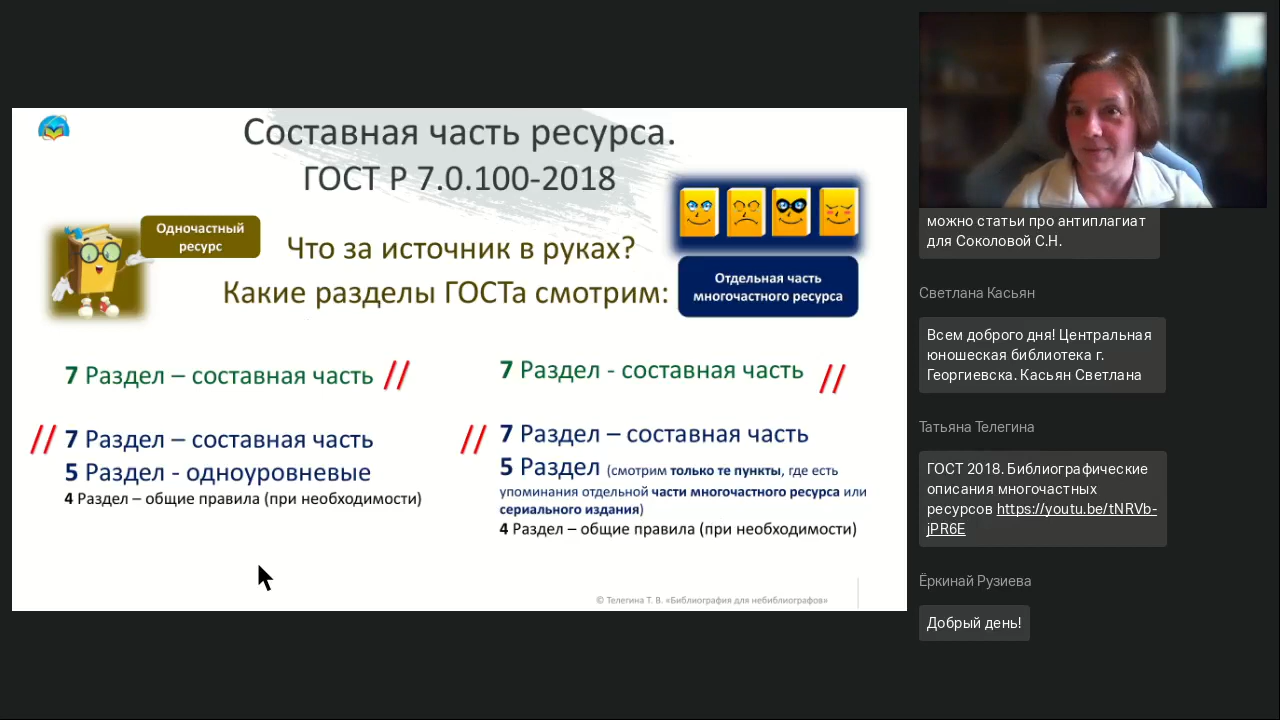 Составная часть ресурса.
ГОСТ Р 7.0.100-2018
Одночастный
ресурс
Что за источник в руках?
Какие разделы ГОСТа смотрим:
Отдельная часть
многочастного ресурса
7 Раздел – составная часть //
// 7 Раздел – составная часть
5 Раздел - одноуровневые
4 Раздел – общие правила (при необходимости)
7 Раздел - составная часть //
// 7 Раздел – составная часть
5 Раздел (смотрим только те пункты, где есть
упоминания отдельной части многочастного ресурса или
сериального издания)
4 Раздел – общие правила (при необходимости)
© Телегина Т. В. «Библиография для небиблиографов»
можно статьи про антиплагиат
для Соколовой С.Н.
Светлана Касьян
Всем доброго дня! Центральная
юношеская библиотека г.
Георгиевска. Касьян Светлана
Татьяна Телегина
ГОСТ 2018. Библиографические
описания многочастных
ресурсов https://youtu.be/tNRVb-
jPR6E
Ёркинай Рузиева
Добрый день!